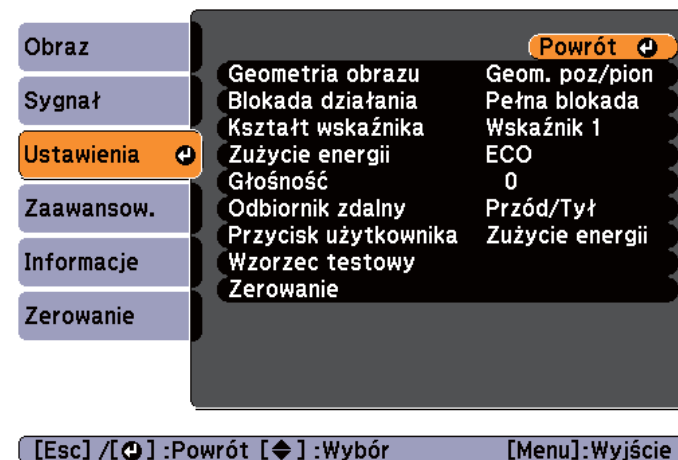 Obraz
Sygnał
Ustawienia
Zaawansow.
Informacje
Zerowanie
Powrót
Geometria obrazu Geom. poz/pion
Blokada działania Pełna blokada
Kształt wskaźnika Wskaźnik 1
Zużycie energii ECO
Głośność 0
Odbiornik zdalny Przód/Tył
Przycisk użytkownika Zużycie energii
Wzorzec testowy
Zerowanie
[Esc] /[⏎] :Powrót [◆] :Wybór [Menu]:Wyjście